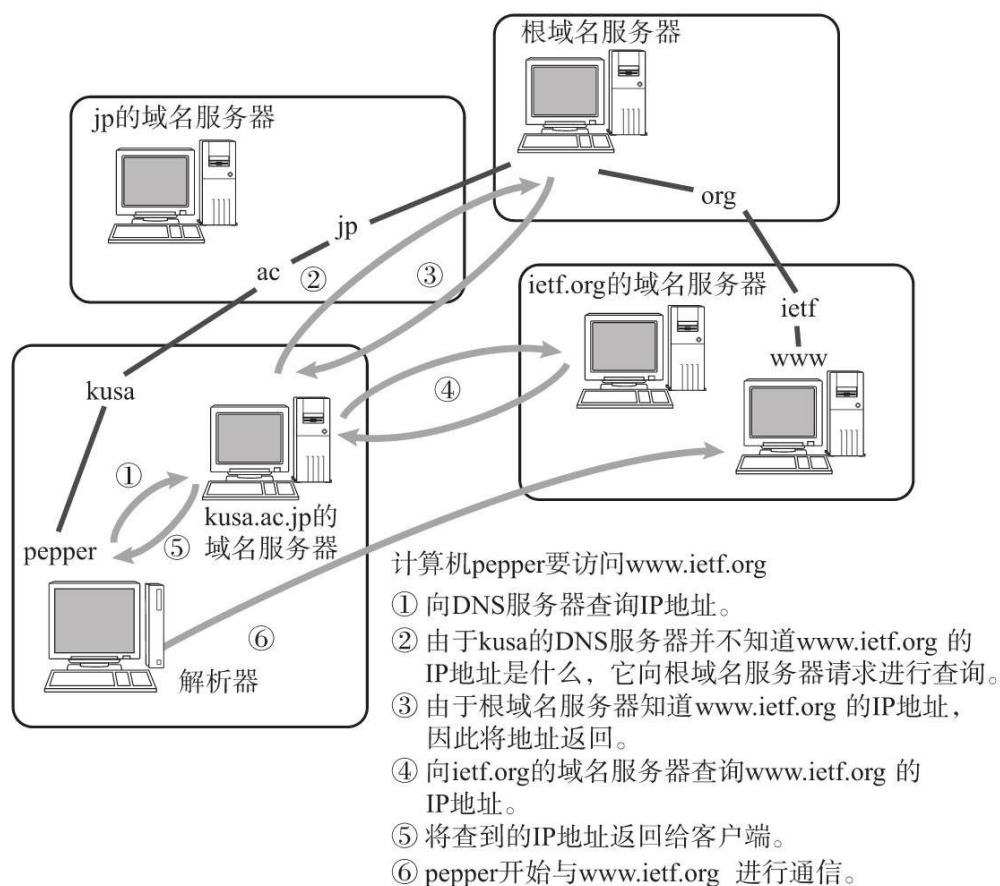 根域名服务器
jp的域名服务器
org
jp
ac
②
③
ietf.org的域名服务器
ietf
www
④
kusa
①
kusa.ac.jp的
域名服务器
pepper
⑤
⑥
解析器
计算机pepper要访问www.ietf.org
① 向DNS服务器查询IP地址。
② 由于kusa的DNS服务器并不知道www.ietf.org 的
IP地址是什么，它向根域名服务器请求进行查询。
③ 由于根域名服务器知道www.ietf.org 的IP地址，
因此将地址返回。
④ 向ietf.org的域名服务器查询www.ietf.org 的
IP地址。
⑤ 将查到的IP地址返回给客户端。
⑥ pepper开始与www.ietf.org 进行通信。